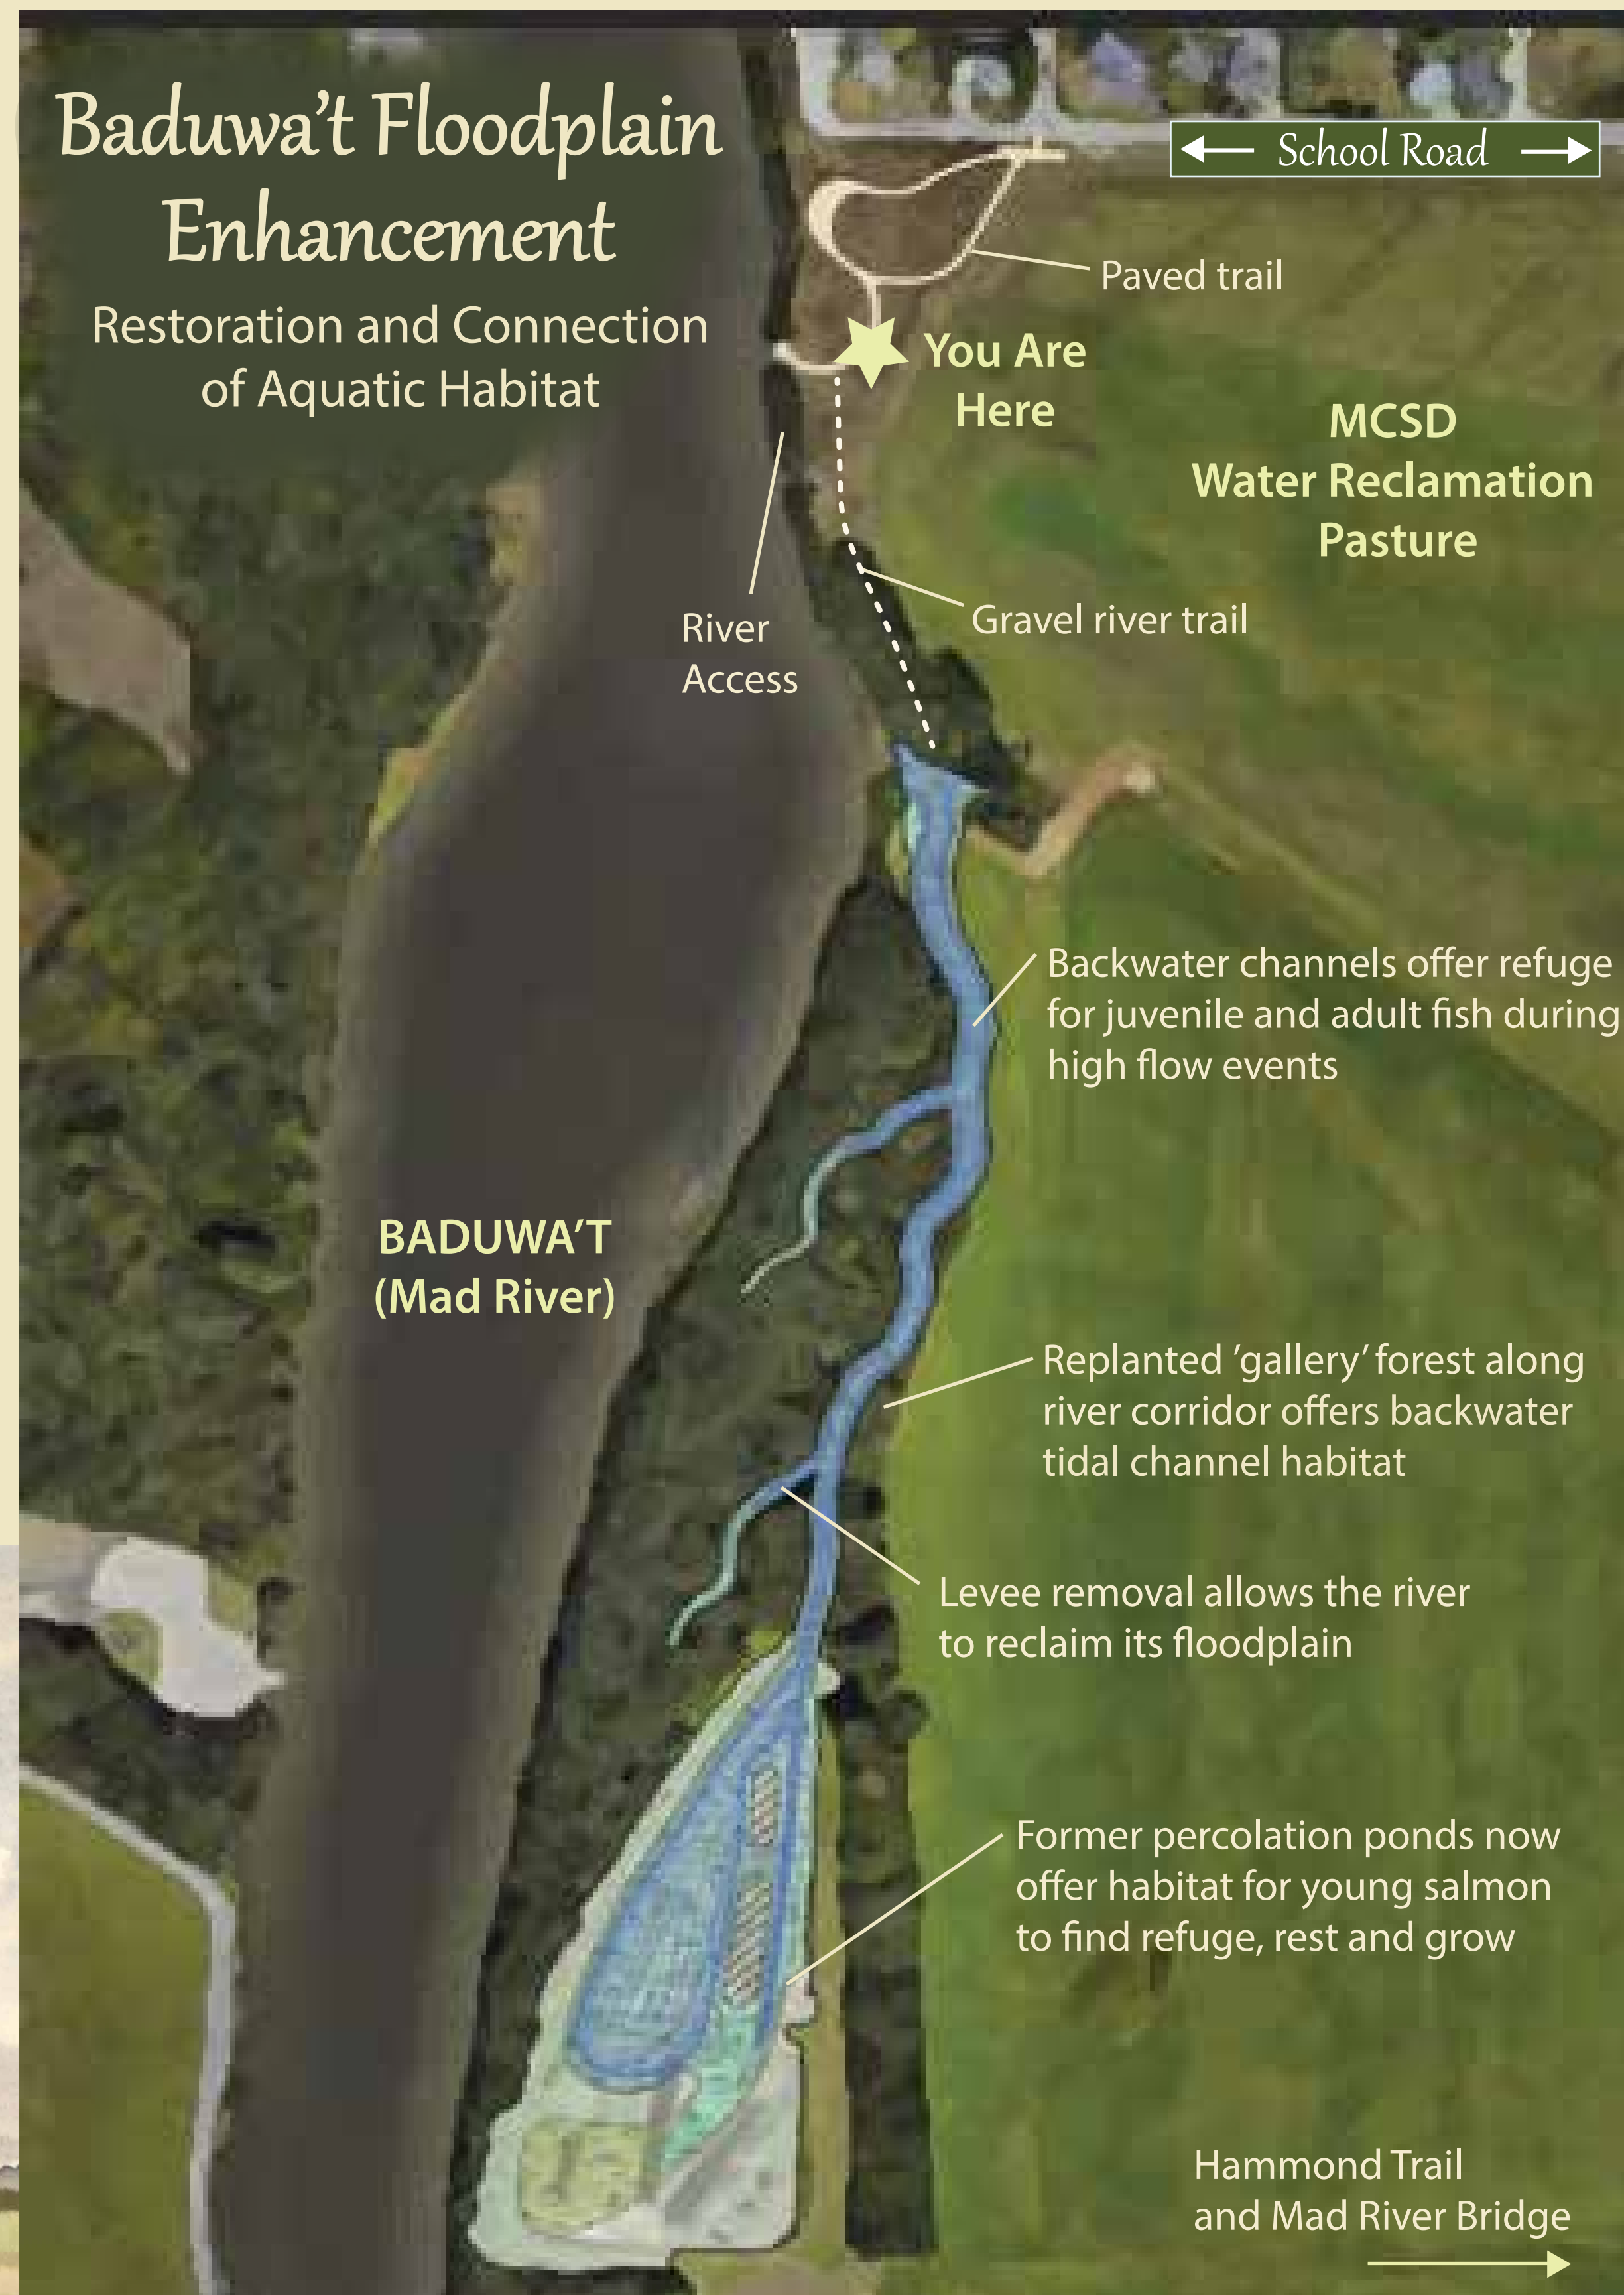 Baduwa’t Floodplain
Enhancement
Restoration and Connection
of Aquatic Habitat
School Road
Paved trail
You Are
Here
MCSD
Water Reclamation
Pasture
Gravel river trail
River
Access
Backwater channels offer refuge
for juvenile and adult fish during
high flow events
BADUWA’T
(Mad River)
Replanted ’gallery’ forest along
river corridor offers backwater
tidal channel habitat
Levee removal allows the river
to reclaim its floodplain
Former percolation ponds now
offer habitat for young salmon
to find refuge, rest and grow
Hammond Trail
and Mad River Bridge